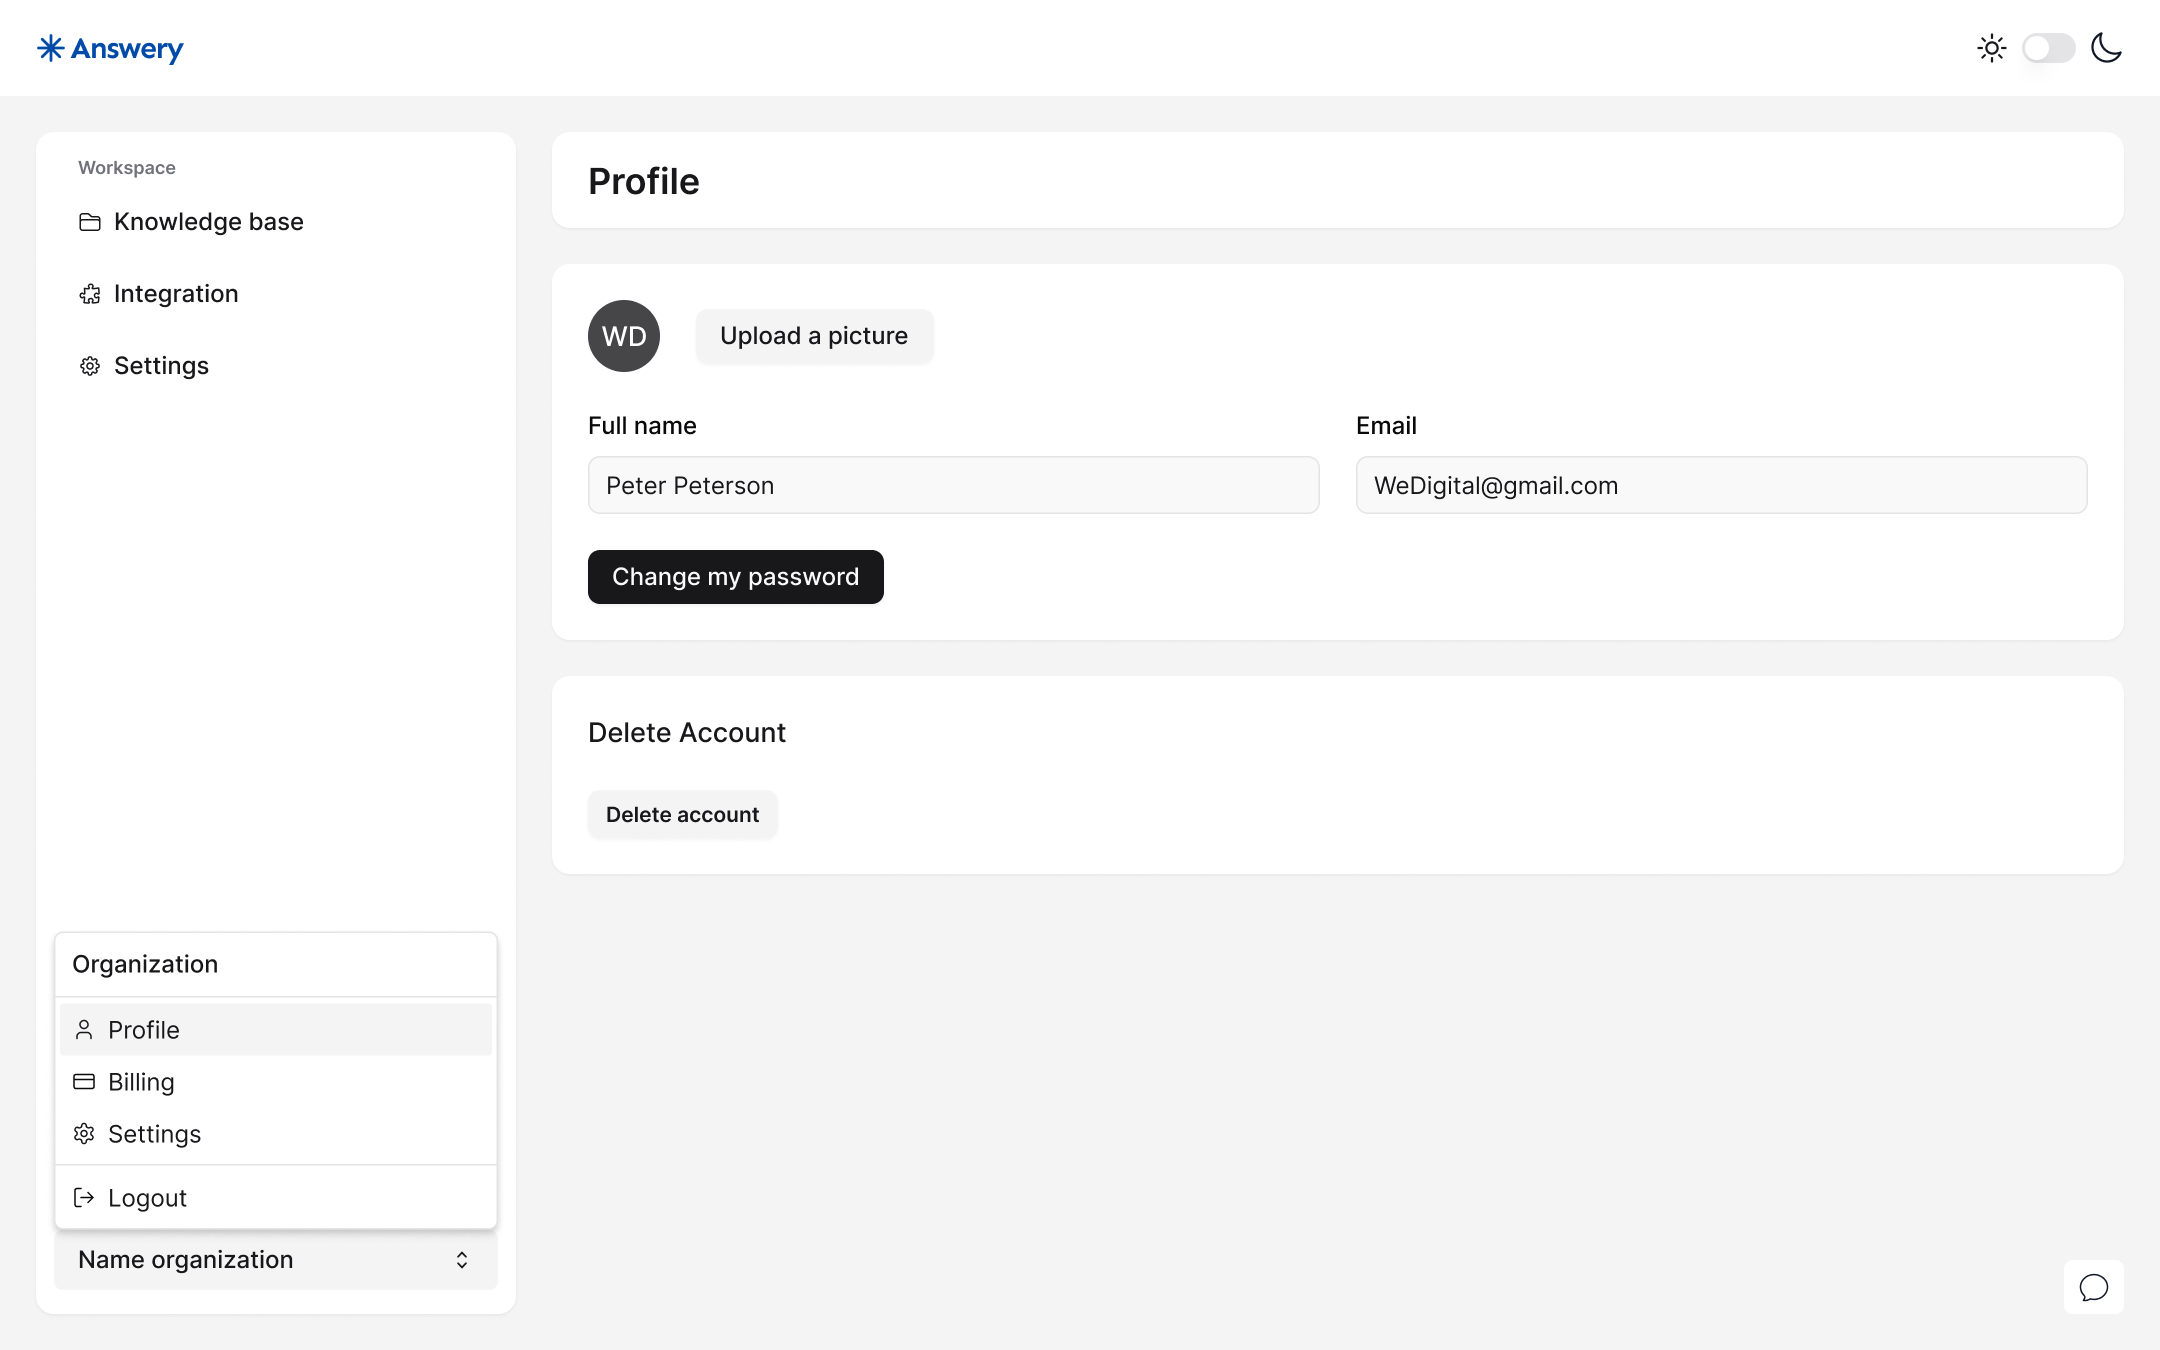 Answery
Workspace
Knowledge base
Integration
Settings
Profile
WD
Upload a picture
Full name
Email
Peter Peterson
WeDigital@gmail.com
Change my password
Delete Account
Delete account
Organization
Profile
Billing
Settings
Logout
Name organization